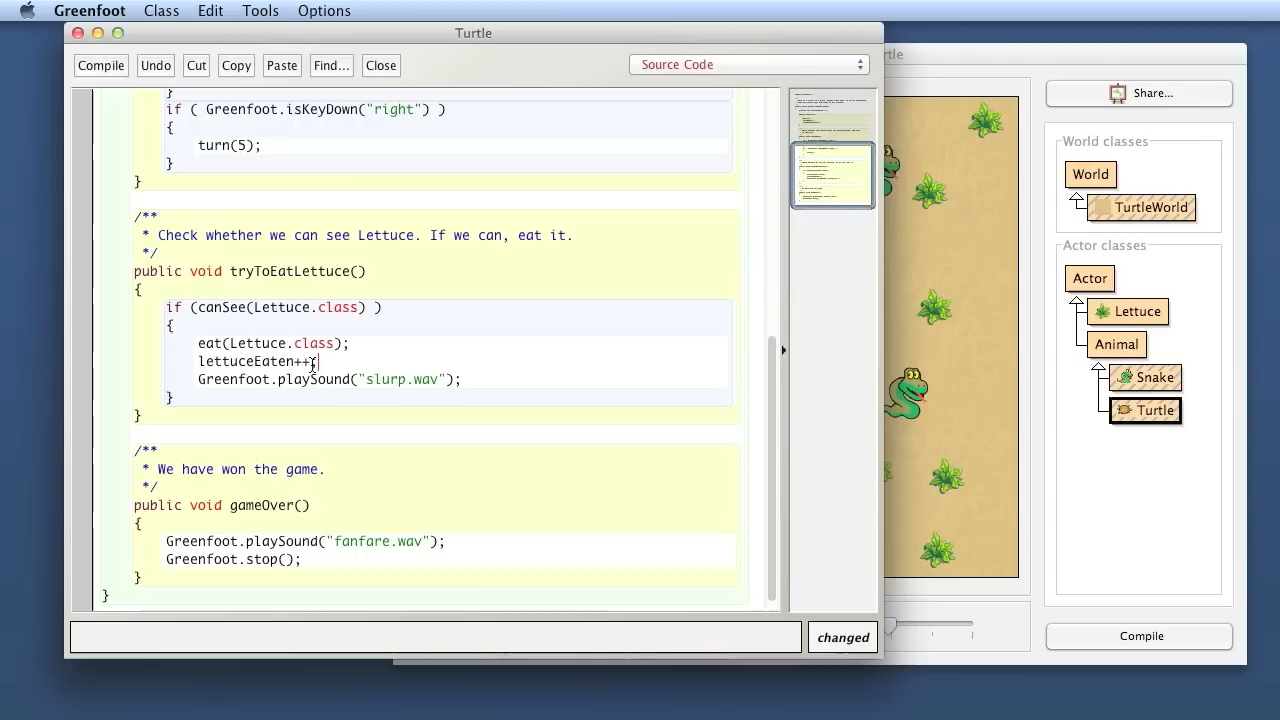 Greenfoot Class Edit Tools Options
Turtle
tle
Compile Undo Cut Copy Paste Find... Close Source Code
}
if ( Greenfoot.isKeyDown("right") )
{
turn(5);
}
}
/**
* Check whether we can see Lettuce. If we can, eat it.
*/
public void tryToEatLettuce()
{
if (canSee(Lettuce.class) )
{
eat(Lettuce.class);
lettuceEaten++;
Greenfoot.playSound("slurp.wav");
}
}
/**
* We have won the game.
*/
public void gameOver()
{
Greenfoot.playSound("fanfare.wav");
Greenfoot.stop();
}
}
changed
Share...
World classes
World
TurtleWorld
Actor classes
Actor
Lettuce
Animal
Snake
Turtle
Compile